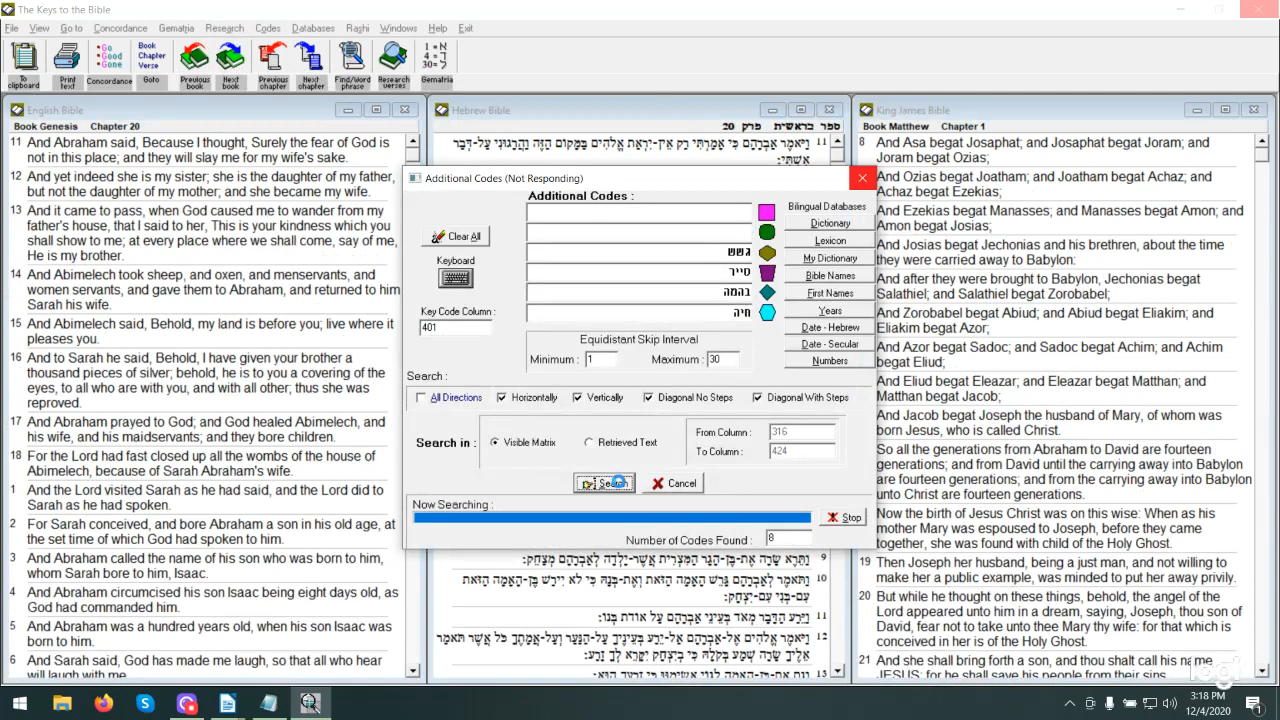 The Keys to the Bible
File View Go to Concordance Gematria Research Codes Databases Rashi Windows Help Exit
Go Good Gone
Book Chapter Verse
1=א
4=ד
30=ל
To clipboard
Print text
Concordance
Goto
Previous book
Next book
Previous chapter
Next chapter
Find/Word phrase
Research verses
Gematria
English Bible
Book Genesis Chapter 20
11 And Abraham said, Because I thought, Surely the fear of God is
not in this place; and they will slay me for my wife's sake.
12 And yet indeed she is my sister; she is the daughter of my father,
but not the daughter of my mother; and she became my wife.
13 And it came to pass, when God caused me to wander from my
father's house, that I said to her, This is your kindness which you
shall show to me; at every place where we shall come, say of me,
He is my brother.
14 And Abimelech took sheep, and oxen, and menservants, and
women servants, and gave them to Abraham, and returned to him
Sarah his wife.
15 And Abimelech said, Behold, my land is before you; live where it
pleases you.
16 And to Sarah he said, Behold, I have given your brother a
thousand pieces of silver; behold, he is to you a covering of the
eyes, to all who are with you, and with all other; thus she was
reproved.
17 And Abraham prayed to God; and God healed Abimelech, and
his wife, and his maidservants; and they bore children.
18 For the Lord had fast closed up all the wombs of the house of
Abimelech, because of Sarah Abraham's wife.
1 And the Lord visited Sarah as he had said, and the Lord did to
Sarah as he had spoken.
2 For Sarah conceived, and bore Abraham a son in his old age, at
the set time of which God had spoken to him.
3 And Abraham called the name of his son who was born to him,
whom Sarah bore to him, Isaac.
4 And Abraham circumcised his son Isaac being eight days old, as
God had commanded him.
5 And Abraham was a hundred years old, when his son Isaac was
born to him.
6 And Sarah said, God has made me laugh, so that all who hear
will laugh with me.
Hebrew Bible
ספר בראשית פרק 20
11 וַיֹּאמֶר אַבְרָהָם כִּי אָמַרְתִּי רַק אֵין-יִרְאַת אֱלֹהִים בַּמָּקוֹם הַזֶּה וַהֲרָגוּנִי עַל-דְּבַר
אִשְׁתִּי:
Additional Codes (Not Responding)
Additional Codes :
גשש
סייר
בהמה
חיה
Clear All
Keyboard
Key Code Column :
401
Equidistant Skip Interval
Minimum : 1 Maximum : 30
Bilingual Databases
Dictionary
Lexicon
My Dictionary
Bible Names
First Names
Years
Date - Hebrew
Date - Secular
Numbers
Search :
All Directions Horizontally Vertically Diagonal No Steps Diagonal With Steps
Search in : Visible Matrix Retrieved Text
From Column : 316
To Column : 424
Search Cancel
Now Searching :
Stop
Number of Codes Found : 8
9 וַתֵּרֶא שָׂרָה אֶת-בֶּן-הָגָר הַמִּצְרִית אֲשֶׁר-יָלְדָה לְאַבְרָהָם מְצַחֵק:
10 וַתֹּאמֶר לְאַבְרָהָם גָּרֵשׁ הָאָמָה הַזֹּאת וְאֶת-בְּנָהּ כִּי לֹא יִירַשׁ בֶּן-הָאָמָה הַזֹּאת
עִם-בְּנִי עִם-יִצְחָק:
11 וַיֵּרַע הַדָּבָר מְאֹד בְּעֵינֵי אַבְרָהָם עַל אוֹדֹת בְּנוֹ:
12 וַיֹּאמֶר אֱלֹהִים אֶל-אַבְרָהָם אַל-יֵרַע בְּעֵינֶיךָ עַל-הַנַּעַר וְעַל-אֲמָתֶךָ כֹּל אֲשֶׁר תֹּאמַר
אֵלֶיךָ שָׂרָה שְׁמַע בְּקֹלָהּ כִּי בְיִצְחָק יִקָּרֵא לְךָ זָרַע:
13 וְגַם אֶת-בֶּן-הָאָמָה לְגוֹי אֲשִׂימֶנּוּ כִּי זַרְעֲךָ הוּא:
King James Bible
Book Matthew Chapter 1
8 And Asa begat Josaphat; and Josaphat begat Joram; and
Joram begat Ozias;
And Ozias begat Joatham; and Joatham begat Achaz; and
Achaz begat Ezekias;
And Ezekias begat Manasses; and Manasses begat Amon; and
Amon begat Josias;
And Josias begat Jechonias and his brethren, about the time
they were carried away to Babylon:
And after they were brought to Babylon, Jechonias begat
Salathiel; and Salathiel begat Zorobabel;
And Zorobabel begat Abiud; and Abiud begat Eliakim; and
Eliakim begat Azor;
And Azor begat Sadoc; and Sadoc begat Achim; and Achim
begat Eliud;
And Eliud begat Eleazar; and Eleazar begat Matthan; and
Matthan begat Jacob;
And Jacob begat Joseph the husband of Mary, of whom was
born Jesus, who is called Christ.
So all the generations from Abraham to David are fourteen
generations; and from David until the carrying away into Babylon
are fourteen generations; and from the carrying away into Babylon
unto Christ are fourteen generations.
Now the birth of Jesus Christ was on this wise: When as his
mother Mary was espoused to Joseph, before they came
together, she was found with child of the Holy Ghost.
19 Then Joseph her husband, being a just man, and not willing to
make her a public example, was minded to put her away privily.
20 But while he thought on these things, behold, the angel of the
Lord appeared unto him in a dream, saying, Joseph, thou son of
David, fear not to take unto thee Mary thy wife: for that which is
conceived in her is of the Holy Ghost.
21 And she shall bring forth a son, and thou shalt call his name
JESUS: for he shall save his people from their sins.
logi
3:18 PM
12/4/2020